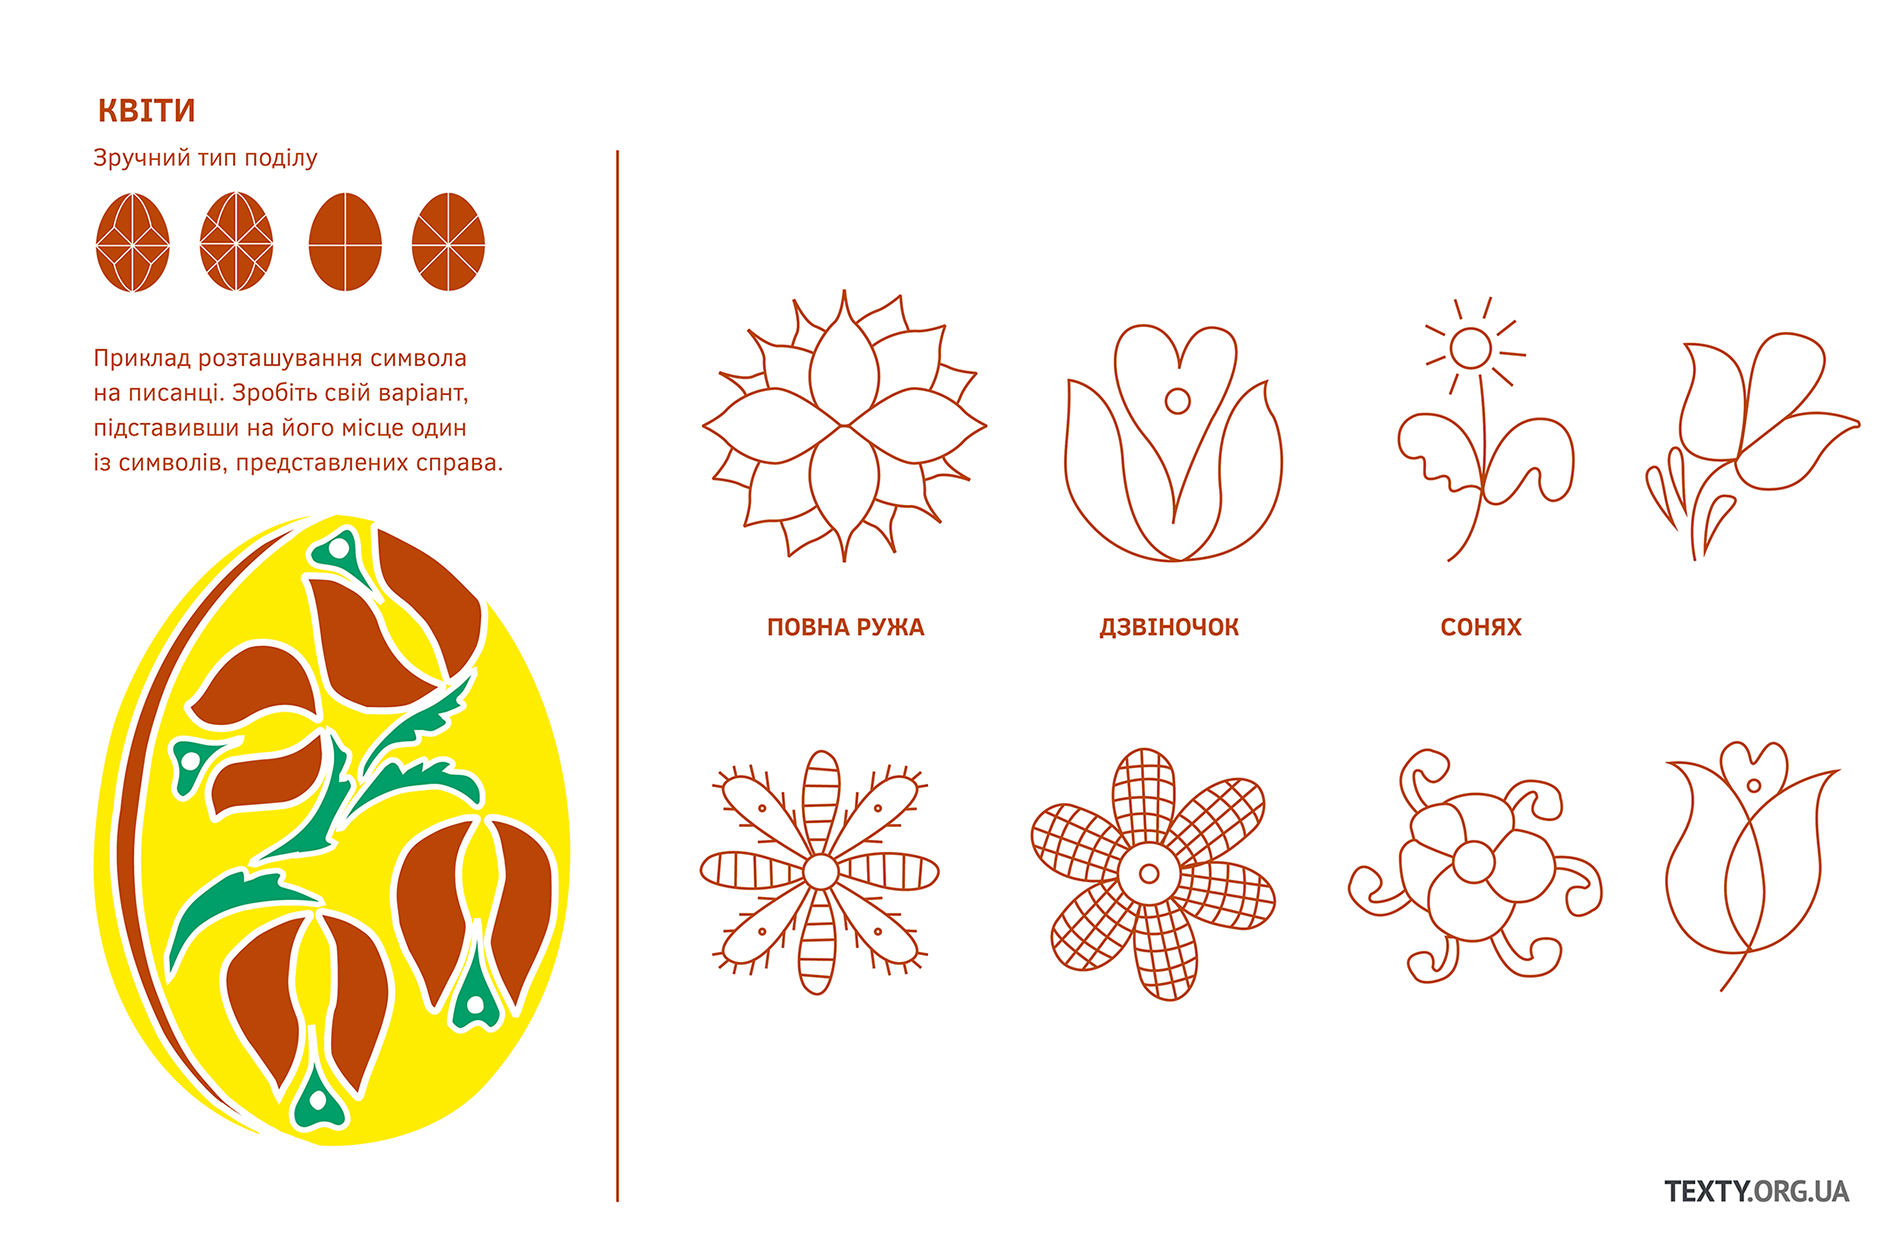 КВІТИ
Зручний тип поділу
Приклад розташування символа
на писанці. Зробіть свій варіант,
підставивши на його місце один
із символів, представлених справа.
ПОВНА РУЖА
ДЗВІНОЧОК
СОНЯХ
TEXTY.ORG.UA